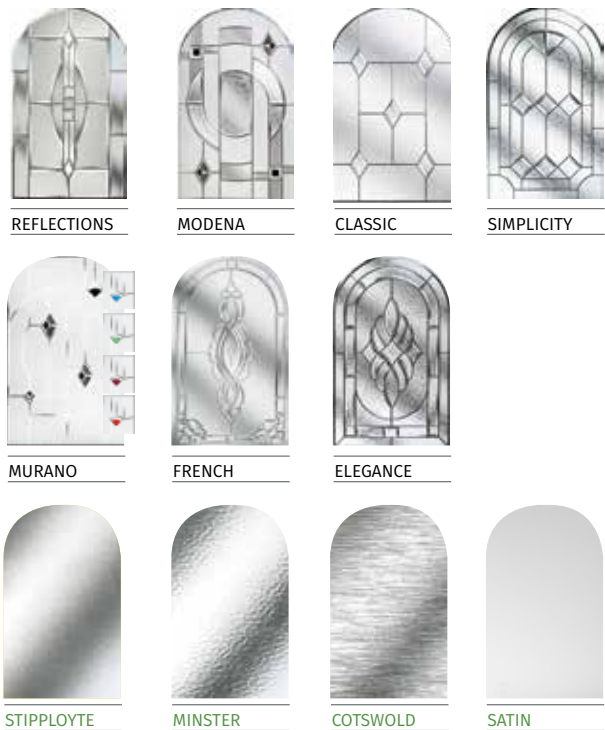 REFLECTIONS
MODENA
CLASSIC
SIMPLICITY
MURANO
FRENCH
ELEGANCE
STIPPLOYTE
MINSTER
COTSWOLD
SATIN